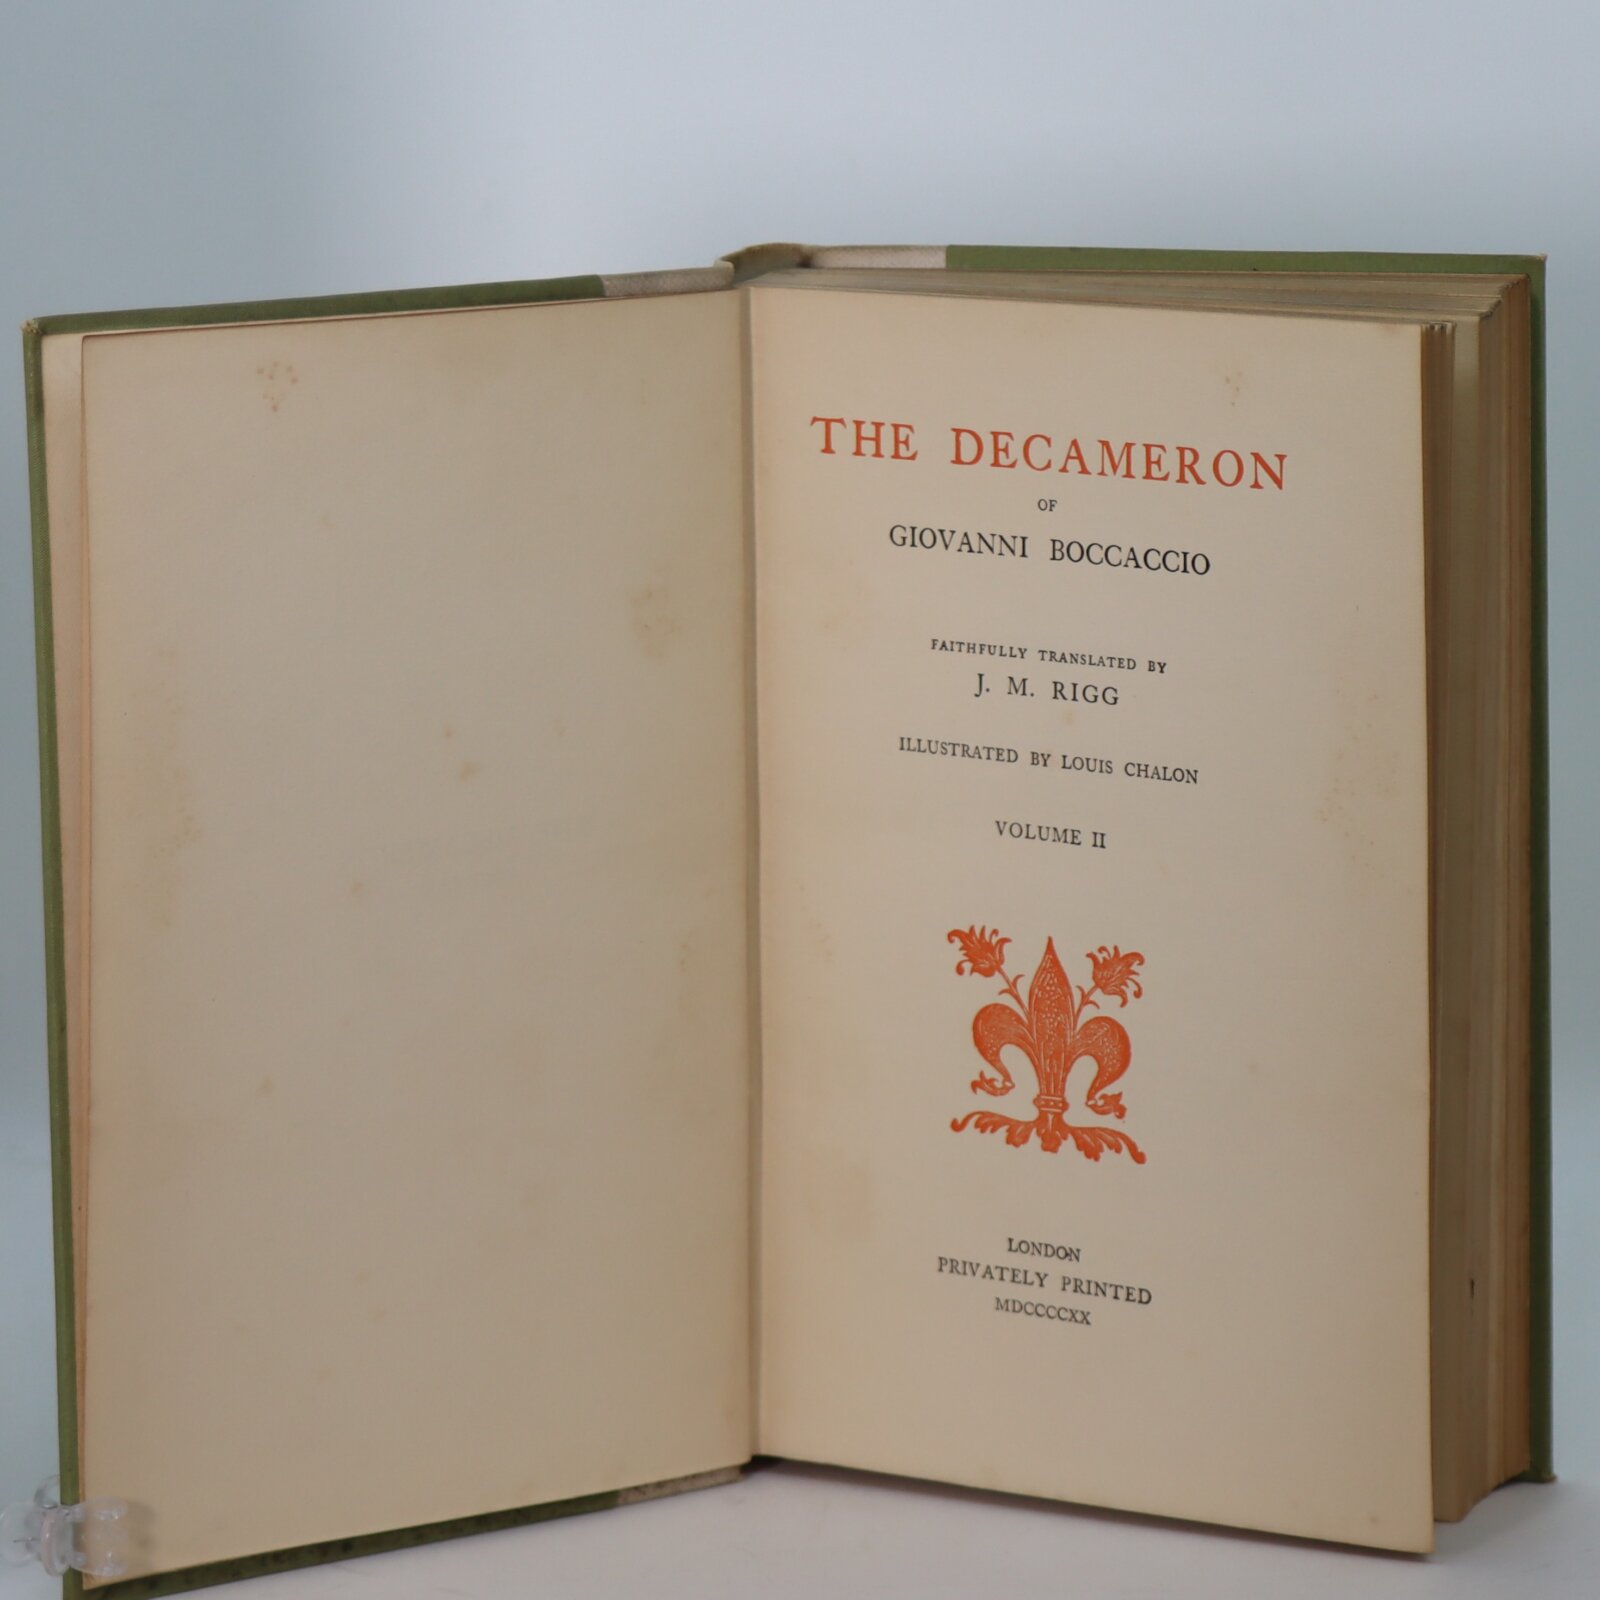 THE DECAMERON
OF
GIOVANNI BOCCACCIO
FAITHFULLY TRANSLATED BY
J. M. RIGG
ILLUSTRATED BY LOUIS CHALON
VOLUME II
LONDON
PRIVATELY PRINTED
MDCCCCXX